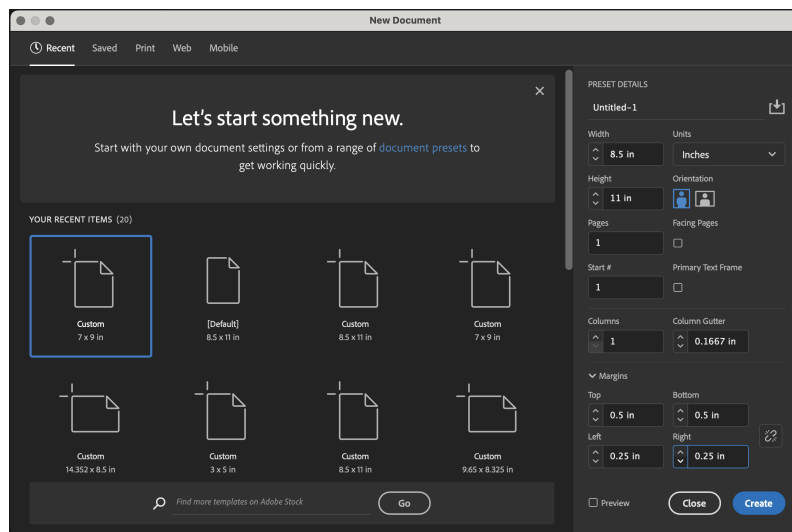 New Document
Recent Saved Print Web Mobile
Let's start something new.
Start with your own document settings or from a range of document presets to
get working quickly.
YOUR RECENT ITEMS (20)
Custom
7 x 9 in
[Default]
8.5 x 11 in
Custom
8.5 x 11 in
Custom
7 x 9 in
Custom
14.352 x 8.5 in
Custom
3 x 5 in
Custom
8.5 x 11 in
Custom
9.65 x 8.325 in
Find more templates on Adobe Stock
Go
PRESET DETAILS
Untitled-1
Width Units
8.5 in Inches
Height Orientation
11 in
Pages Facing Pages
1
Start # Primary Text Frame
1
Columns Column Gutter
1 0.1667 in
Margins
Top Bottom
0.5 in 0.5 in
Left Right
0.25 in 0.25 in
Preview Close Create